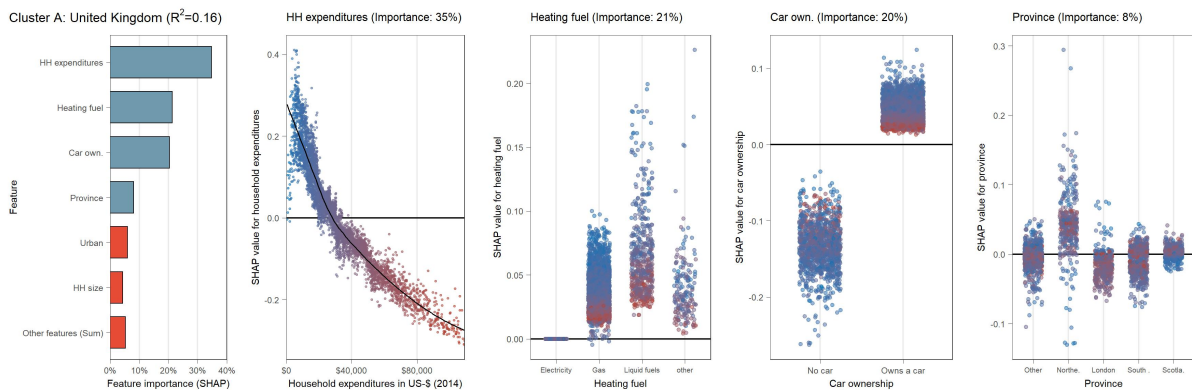 Cluster A: United Kingdom (R²=0.16)
Feature
HH expenditures
Heating fuel
Car own.
Province
Urban
HH size
Other features (Sum)
0% 10% 20% 30% 40%
Feature importance (SHAP)
HH expenditures (Importance: 35%)
SHAP value for household expenditures
0.4
0.2
0.0
-0.2
$0 $40,000 $80,000
Household expenditures in US-$ (2014)
Heating fuel (Importance: 21%)
SHAP value for heating fuel
0.20
0.15
0.10
0.05
0.00
Electricity Gas Liquid fuels other
Heating fuel
Car own. (Importance: 20%)
SHAP value for car ownership
0.1
0.0
-0.1
-0.2
No car Owns a car
Car ownership
Province (Importance: 8%)
SHAP value for province
0.3
0.2
0.1
0.0
-0.1
Other Northe. London South . Scotla.
Province